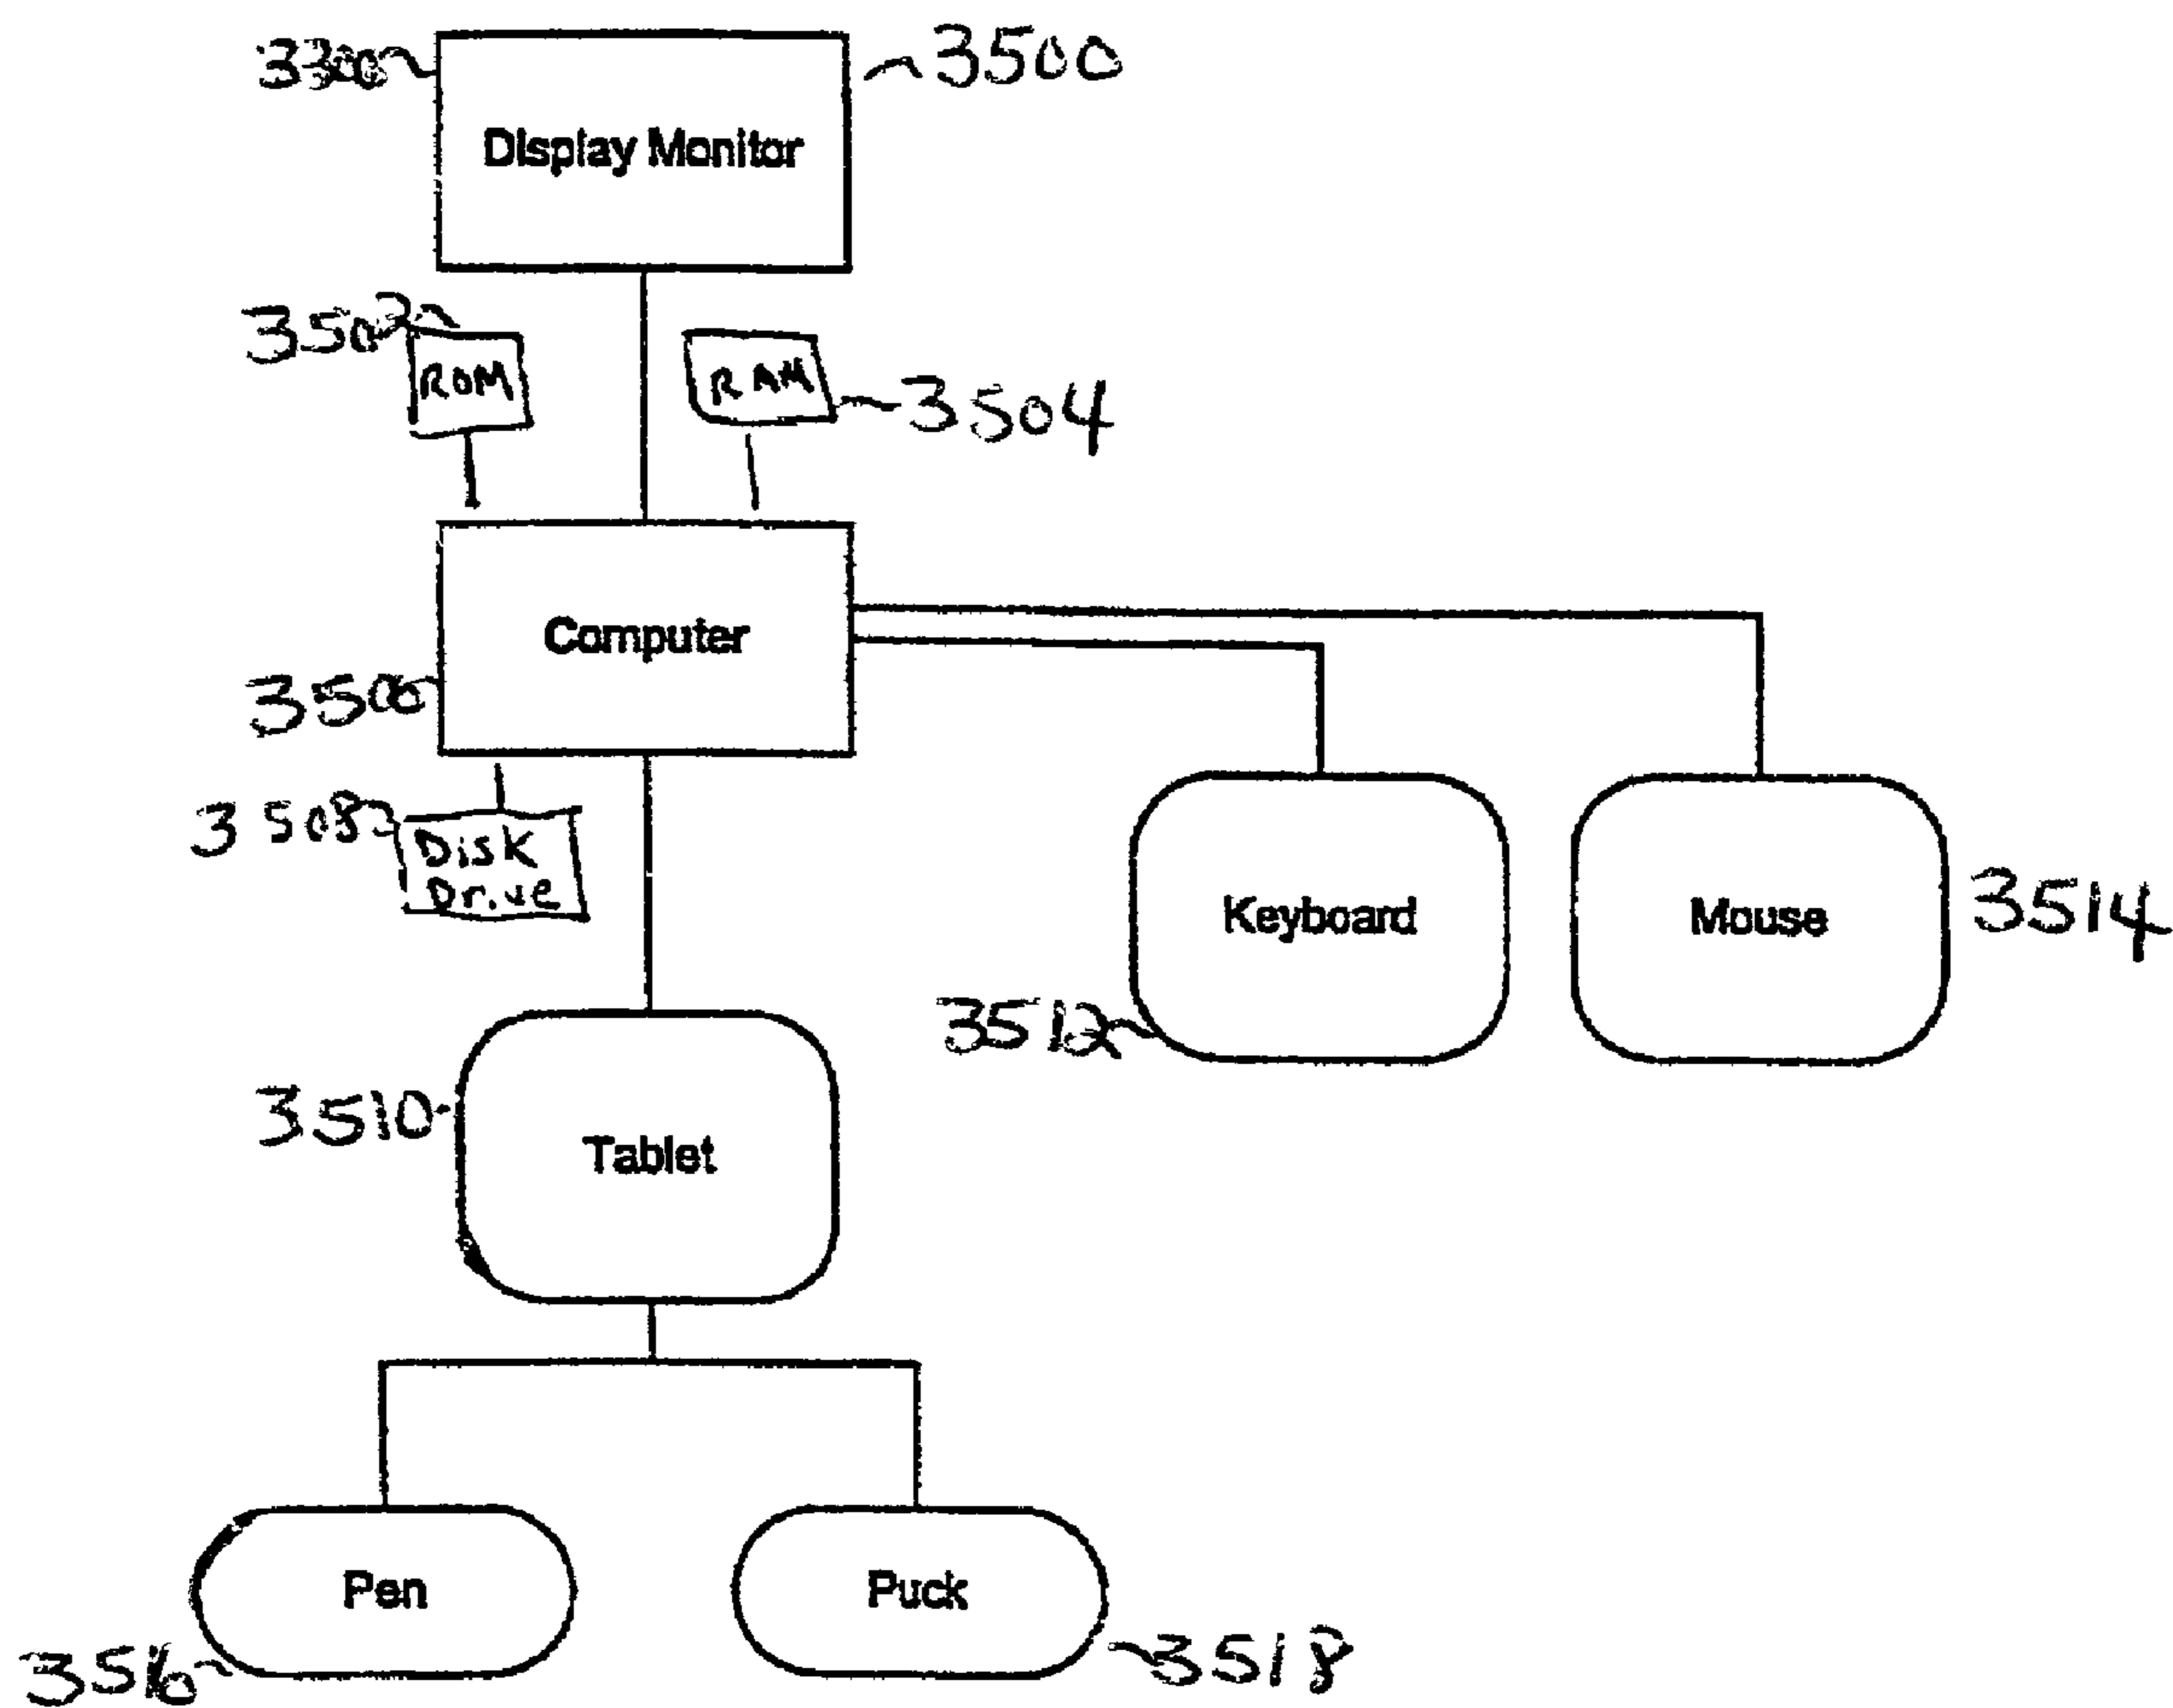 3500
Display Monitor
3502
ROM
RAM
3504
Computer
3506
3508
Disk
Drive
Keyboard
Mouse
3514
3512
3510
Tablet
Pen
Puck
3516
3518